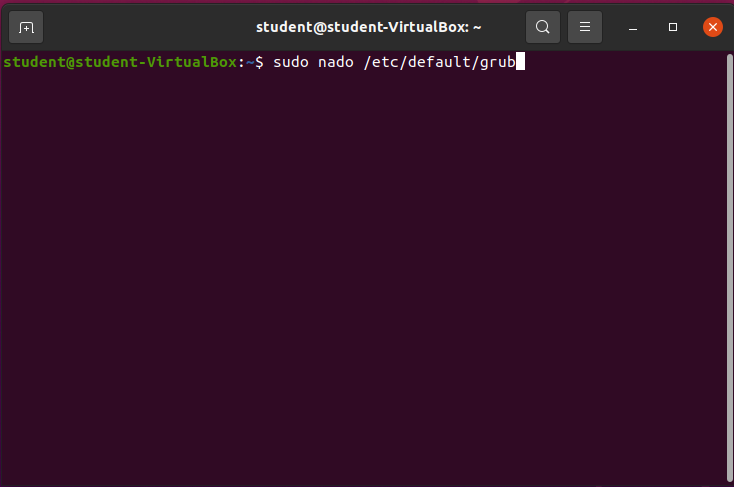 student@student-VirtualBox: ~
student@student-VirtualBox:~$ sudo nado /etc/default/grub